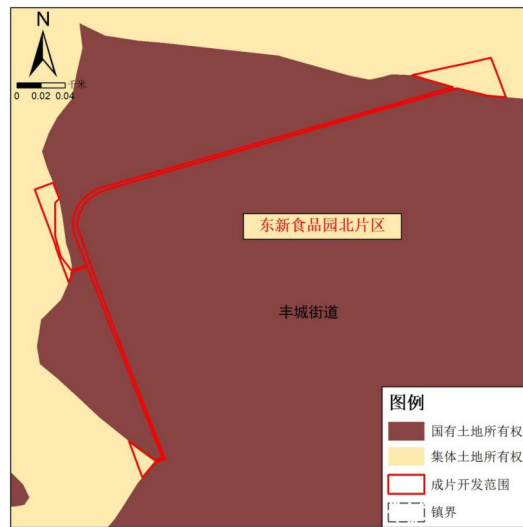 N
千米
0 0.02 0.04
东新食品园北片区
丰城街道
图例
国有土地所有权
集体土地所有权
成片开发范围
镇界